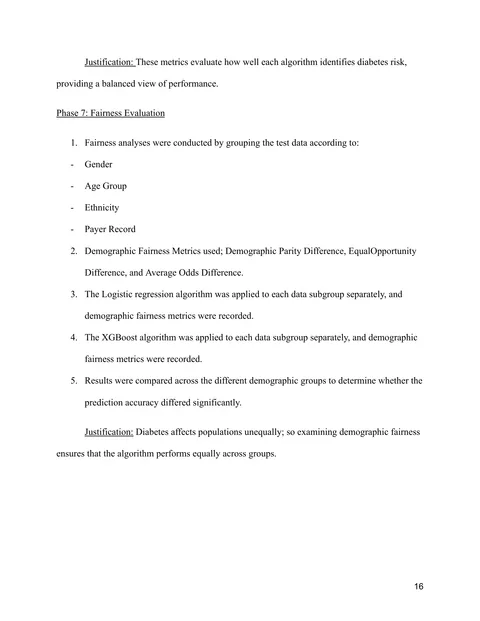 Justification: These metrics evaluate how well each algorithm identifies diabetes risk,
providing a balanced view of performance.
Phase 7: Fairness Evaluation
1. Fairness analyses were conducted by grouping the test data according to:
- Gender
- Age Group
- Ethnicity
- Payer Record
2. Demographic Fairness Metrics used; Demographic Parity Difference, EqualOpportunity
Difference, and Average Odds Difference.
3. The Logistic regression algorithm was applied to each data subgroup separately, and
demographic fairness metrics were recorded.
4. The XGBoost algorithm was applied to each data subgroup separately, and demographic
fairness metrics were recorded.
5. Results were compared across the different demographic groups to determine whether the
prediction accuracy differed significantly.
Justification: Diabetes affects populations unequally; so examining demographic fairness
ensures that the algorithm performs equally across groups.
16